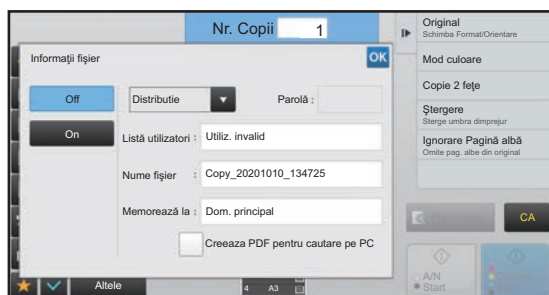 Nr. Copii 1
Informaţii fişier
OK
Off
Distributie
Parolă :
On
Listă utilizatori : Utiliz. invalid
Nume fişier : Copy_20201010_134725
Memorează la : Dom. principal
Creeaza PDF pentru cautare pe PC
Altele
4 A3
Original
Schimba Format/Orientare
Mod culoare
Copie 2 feţe
Ştergere
Sterge umbra dimprejur
Ignorare Pagină albă
Omite pag. albe din original
CA
A/N
Start
Start